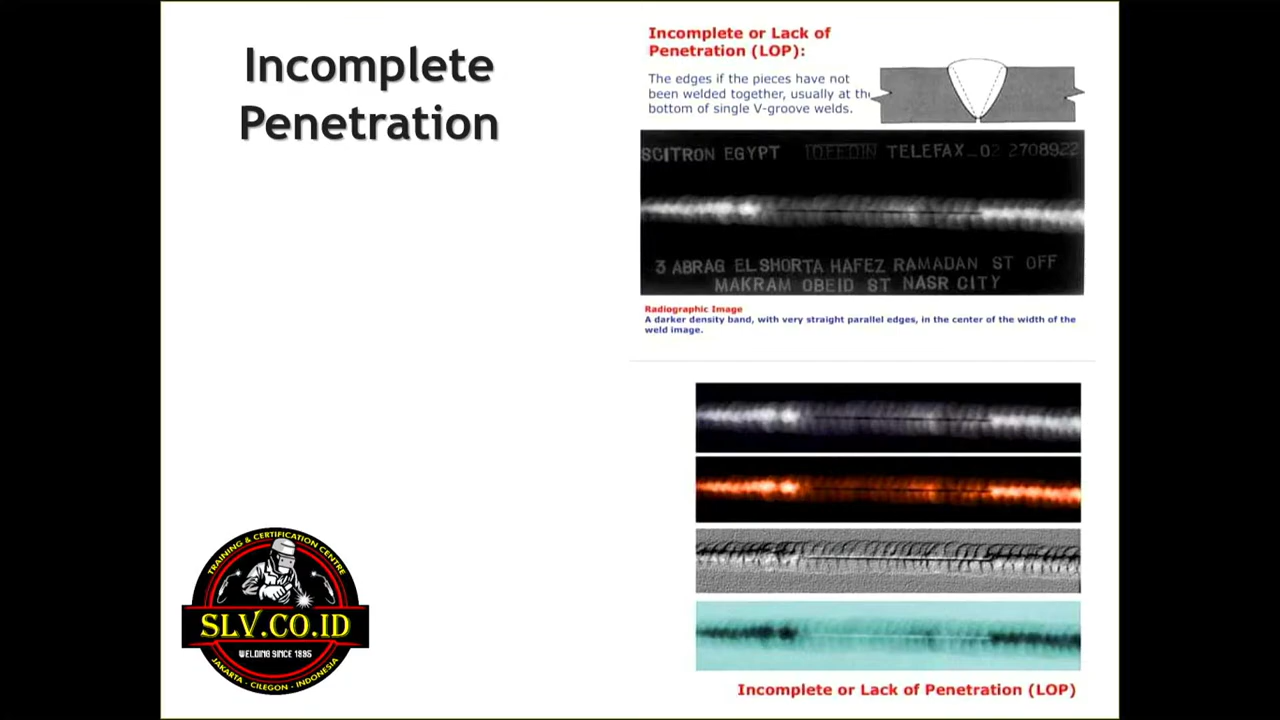 Incomplete
Penetration
Incomplete or Lack of
Penetration (LOP):
The edges if the pieces have not
been welded together, usually at the
bottom of single V-groove welds.
SCITRON EGYPT TELEFAX_02 2708922
3 ABRAG ELSHORTA HAFEZ RAMADAN ST OFF
MAKRAM OBEID ST NASR CITY
Radiographic Image
A darker density band, with very straight parallel edges, in the center of the width of the
weld image.
Incomplete or Lack of Penetration (LOP)
TRAINING & CERTIFICATION CENTRE
SLV.CO.ID
WELDING SINCE 1995
JAKARTA - CILEGON - INDONESIA